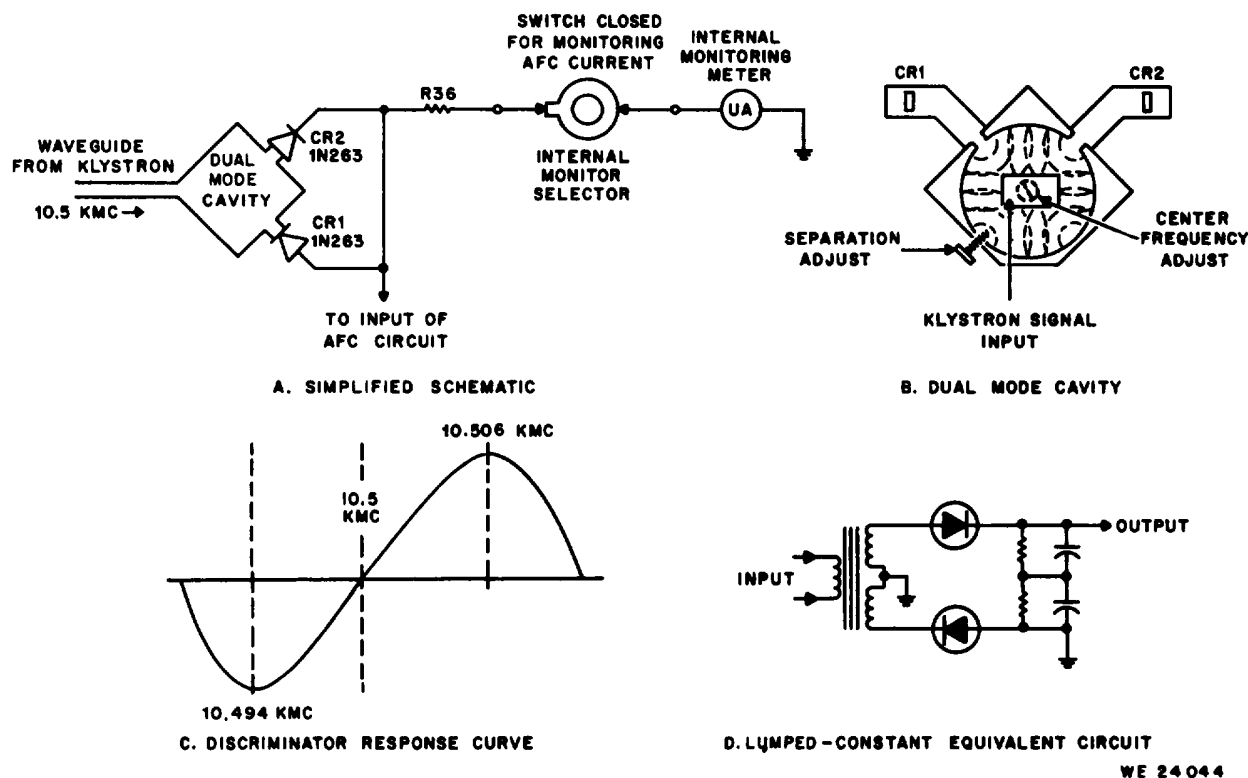 SWITCH CLOSED
FOR MONITORING
AFC CURRENT
INTERNAL
MONITORING
METER
R36
UA
CR2
1N263
WAVEGUIDE
FROM KLYSTRON
DUAL
MODE
CAVITY
10.5 KMC→
CR1
1N263
INTERNAL
MONITOR
SELECTOR
TO INPUT OF
AFC CIRCUIT
A. SIMPLIFIED SCHEMATIC
CR1
CR2
SEPARATION
ADJUST
CENTER
FREQUENCY
ADJUST
KLYSTRON SIGNAL
INPUT
B. DUAL MODE CAVITY
10.506 KMC
10.5
KMC
10.494 KMC
C. DISCRIMINATOR RESPONSE CURVE
INPUT
OUTPUT
D. LUMPED-CONSTANT EQUIVALENT CIRCUIT
WE 24044